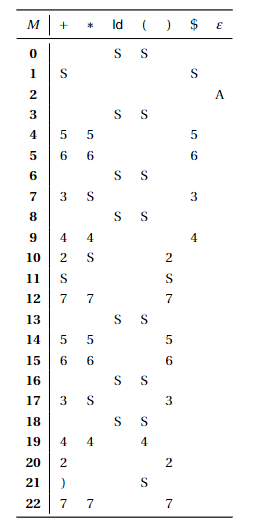 M + * Id ( ) $ ε
0 S S
1 S S
2 A
3 S S
4 5 5 5
5 6 6 6
6 S S
7 3 S 3
8 S S
9 4 4 4
10 2 S 2
11 S S
12 7 7 7
13 S S
14 5 5 5
15 6 6 6
16 S S
17 3 S 3
18 S S
19 4 4 4
20 2 2
21 ) S
22 7 7 7